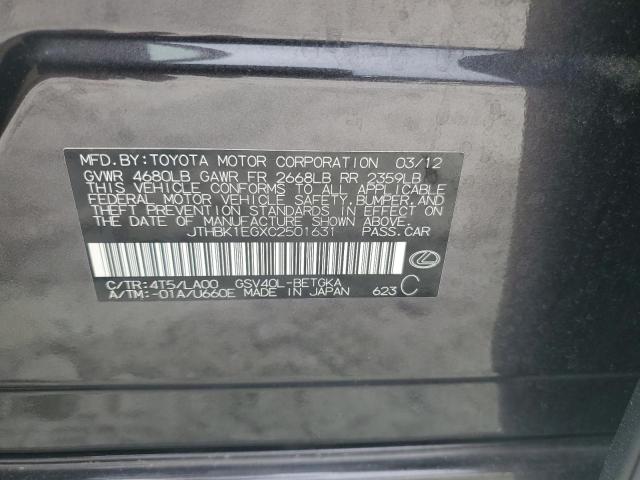 MFD.BY:TOYOTA MOTOR CORPORATION 03/12
GVWR 4680LB GAWR FR 2668LB RR 2359LB
THIS VEHICLE CONFORMS TO ALL APPLICABLE
FEDERAL MOTOR VEHICLE SAFETY, BUMPER, AND
THEFT PREVENTION STANDARDS IN EFFECT ON
THE DATE OF MANUFACTURE SHOWN ABOVE.
JTHBK1EGXC2501631 PASS.CAR
C/TR:4T5/LA00 GSV40L-BETGKA
A/TM:-01A/U660E MADE IN JAPAN 623 C